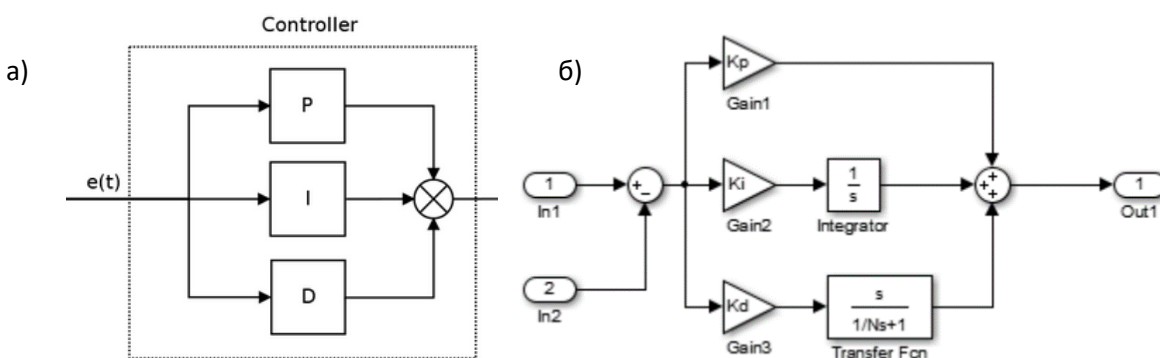 Controller
а)
P
e(t)
I
D
б)
Kp
Gain1
1
In1
+
−
Ki
Gain2
1
s
Integrator
+
+
+
1
Out1
2
In2
Kd
Gain3
s
1/Ns+1
Transfer Fcn